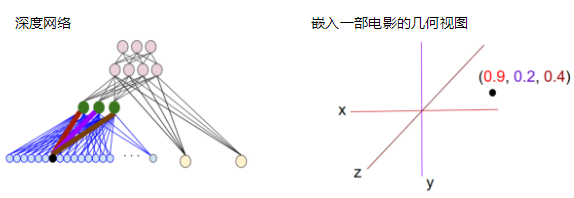 深度网络
嵌入一部电影的几何视图
(0.9, 0.2, 0.4)
x
z
y
...